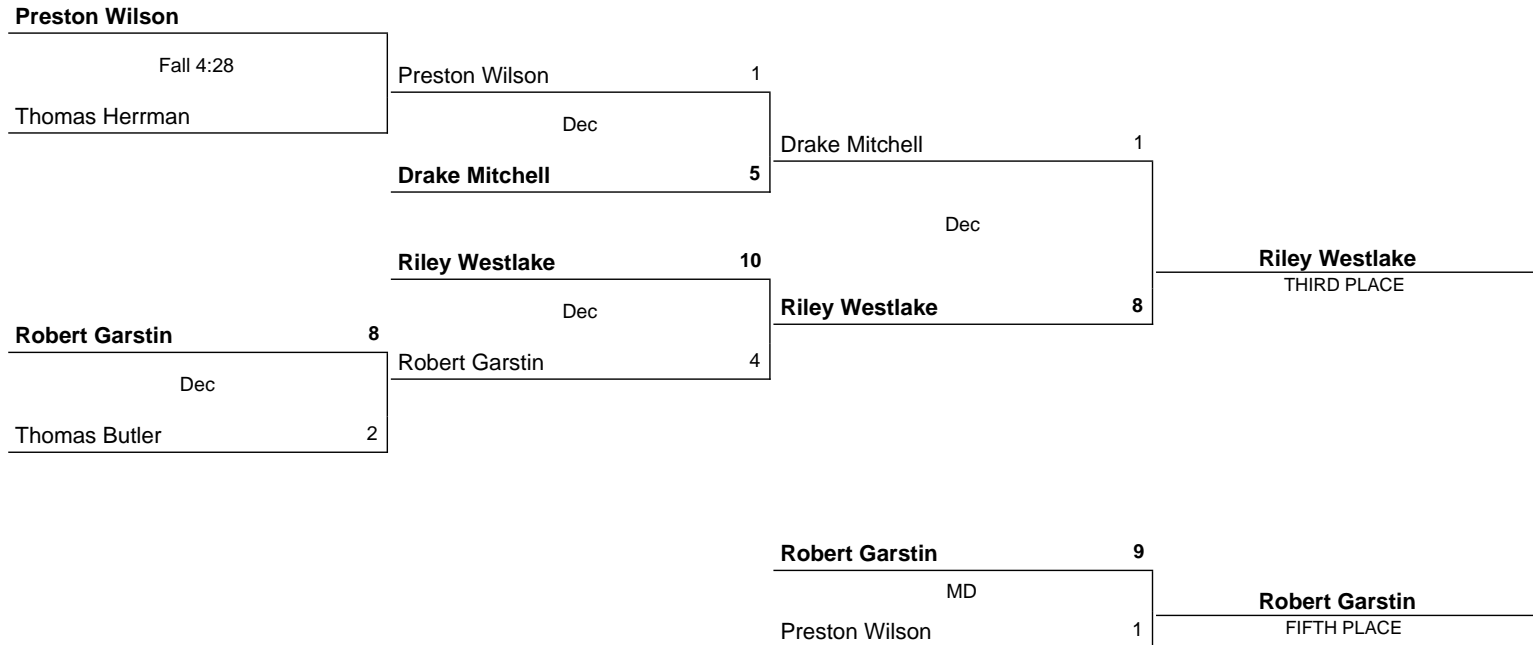 Preston Wilson
Fall 4:28
Thomas Herrman
Preston Wilson 1
Dec
Drake Mitchell 5
Drake Mitchell 1
Dec
Riley Westlake 8
Riley Westlake 10
Dec
Robert Garstin 4
Robert Garstin 8
Dec
Thomas Butler 2
Riley Westlake
THIRD PLACE
Robert Garstin 9
MD
Preston Wilson 1
Robert Garstin
FIFTH PLACE